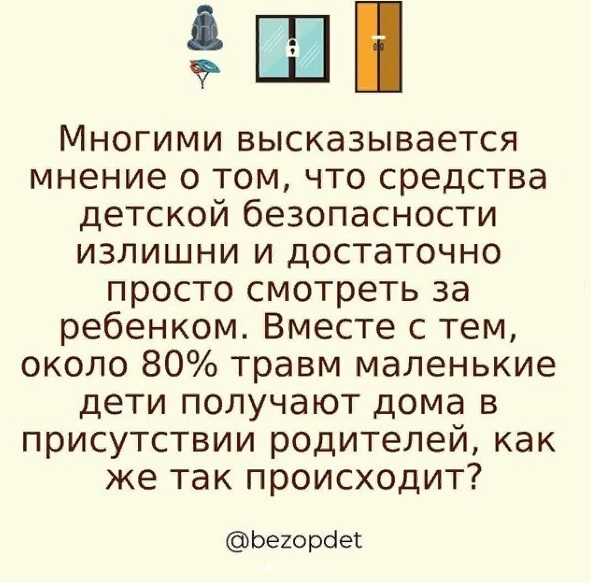 Многими высказывается
мнение о том, что средства
детской безопасности
излишни и достаточно
просто смотреть за
ребенком. Вместе с тем,
около 80% травм маленькие
дети получают дома в
присутствии родителей, как
же так происходит?
@bezopdet